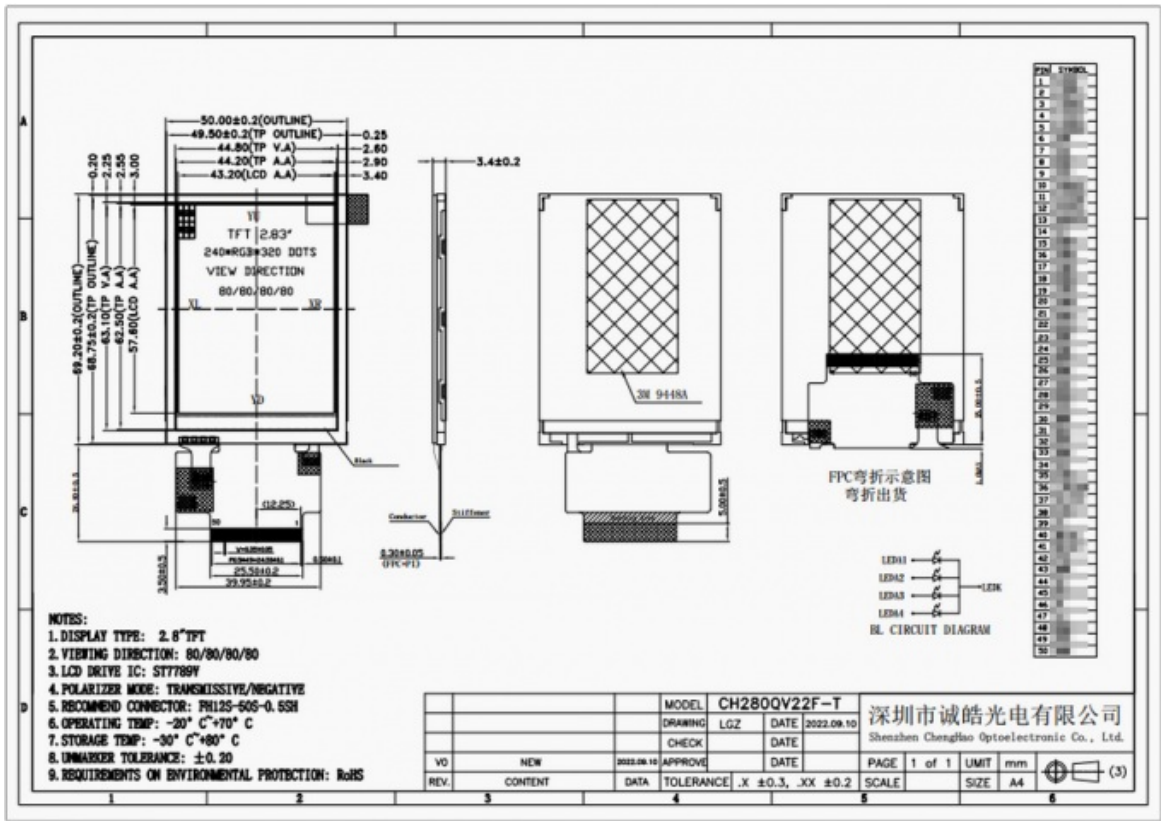 A
B
C
D
50.00±0.2(OUTLINE)
49.50±0.2(TP OUTLINE)
0.25
44.80(TP V.A)
2.60
44.20(TP A.A)
2.90
43.20(LCD A.A)
3.40
0.20
2.25
2.55
3.00
69.20±0.2(OUTLINE)
68.75±0.2(TP OUTLINE)
63.10(TP V.A)
62.50(TP A.A)
57.60(LCD A.A)
YU
TFT 2.83"
240*RGB*320 DOTS
VIEW DIRECTION
80/80/80/80
XL
XR
YD
3.4±0.2
3M 9448A
Black
(12.25)
50
1
25.50±0.2
39.95±0.2
3.50±0.5
Conductor
Stiffener
0.30±0.05
(FPC+PI)
5.00±0.5
FPC弯折示意图
弯折出货
LEDA1
LEDA2
LEDA3
LEDA4
LEDK
BL CIRCUIT DIAGRAM
PIN SYMBOL
1
2
3
4
5
6
7
8
9
10
11
12
13
14
15
16
17
18
19
20
21
22
23
24
25
26
27
28
29
30
31
32
33
34
35
36
37
38
39
40
41
42
43
44
45
46
47
48
49
50
NOTES:
1.DISPLAY TYPE: 2.8"TFT
2.VIEWING DIRECTION: 80/80/80/80
3.LCD DRIVE IC: ST7789V
4.POLARIZER MODE: TRANSMISSIVE/NEGATIVE
5.RECOMMEND CONNECTOR: FH12S-50S-0.5SH
6.OPERATING TEMP: -20° C~+70° C
7.STORAGE TEMP: -30° C~+80° C
8.UNMARKER TOLERANCE: ±0.20
9.REQUIREMENTS ON ENVIRONMENTAL PROTECTION: RoHS
MODEL CH280QV22F-T
DRAWING LGZ DATE 2022.09.10
CHECK DATE
V0 NEW 2022.09.10 APPROVE DATE
REV. CONTENT DATA TOLERANCE .X ±0.3, .XX ±0.2
深圳市诚皓光电有限公司
Shenzhen ChengHao Optoelectronic Co., Ltd.
PAGE 1 of 1 UMIT mm
SCALE SIZE A4
(3)
1 2 3 4 5 6